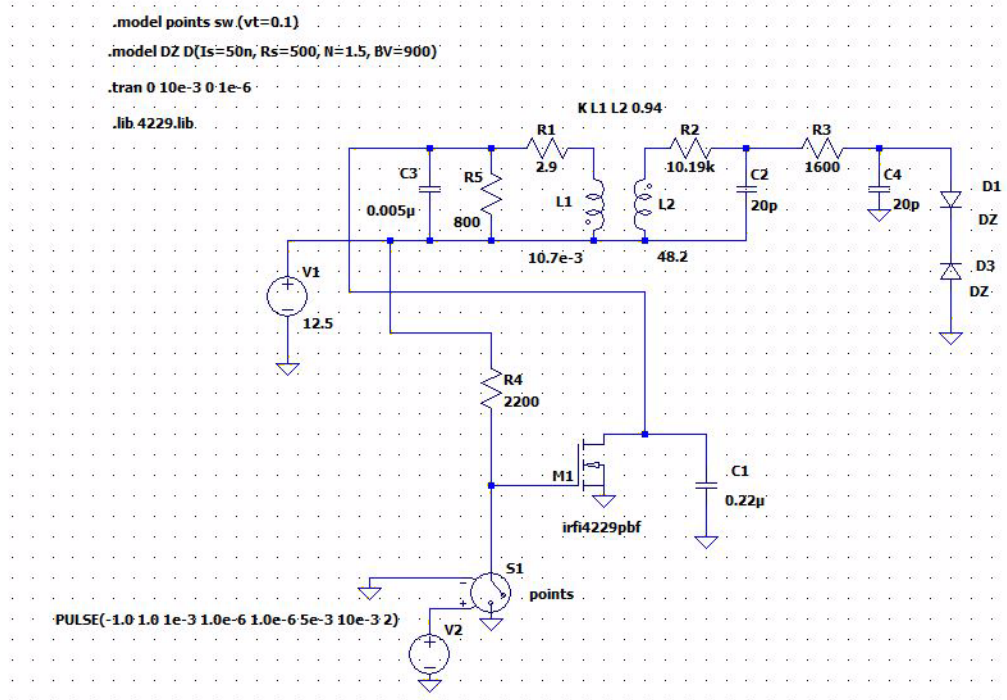 .model points sw (vt=0.1)
.model DZ D(Is=50n, Rs=500, N=1.5, BV=900)
.tran 0 10e-3 0 1e-6
.lib 4229.lib
K L1 L2 0.94
R1
2.9
R2
10.19k
R3
1600
C3
0.005µ
R5
800
L1
10.7e-3
L2
48.2
C2
20p
C4
20p
D1
DZ
D3
DZ
V1
+
−
12.5
R4
2200
M1
irfi4229pbf
C1
0.22µ
S1
−
+
points
PULSE(-1.0 1.0 1e-3 1.0e-6 1.0e-6 5e-3 10e-3 2)
V2
+
−